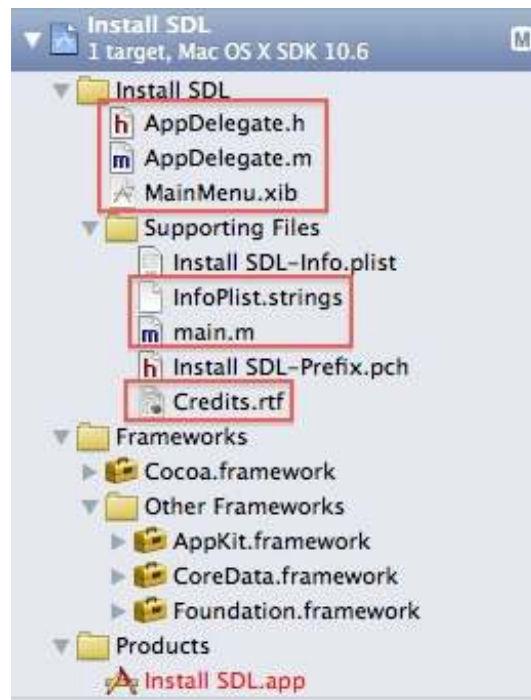 Install SDL
1 target, Mac OS X SDK 10.6
M
Install SDL
h AppDelegate.h
m AppDelegate.m
MainMenu.xib
Supporting Files
Install SDL-Info.plist
InfoPlist.strings
m main.m
h Install SDL-Prefix.pch
Credits.rtf
Frameworks
Cocoa.framework
Other Frameworks
AppKit.framework
CoreData.framework
Foundation.framework
Products
Install SDL.app